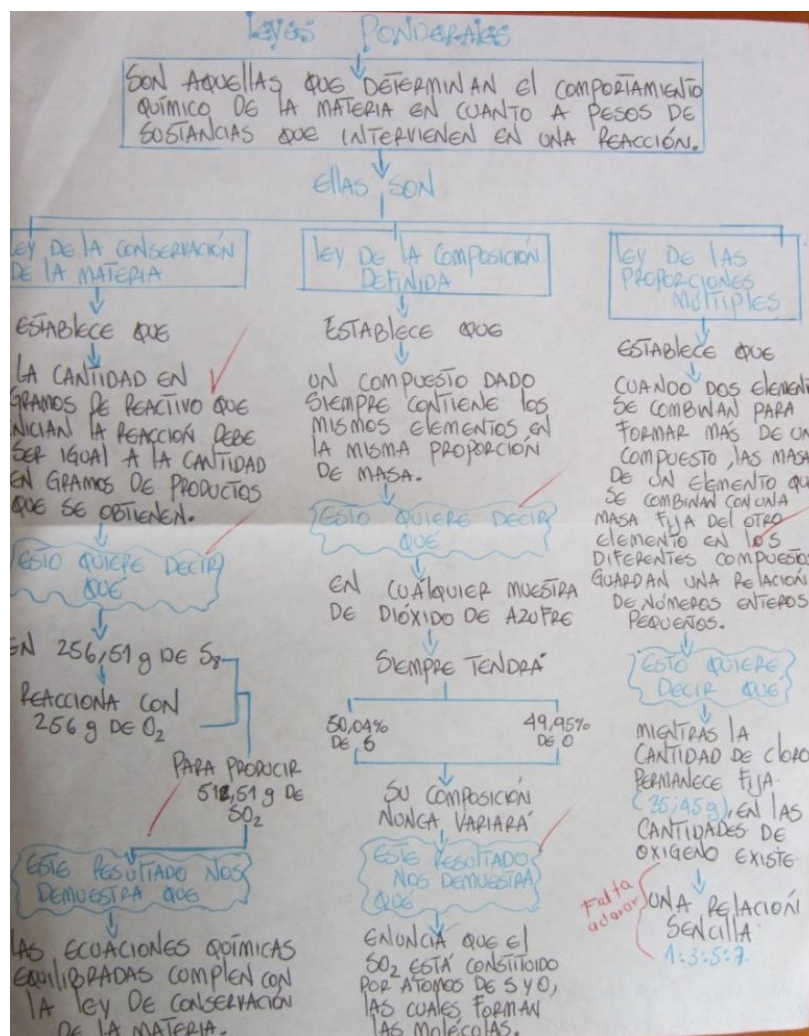 LEYES PONDERALES
SON AQUELLAS QUE DETERMINAN El COMPORTAMIENTO
QUÍMICO DE LA MATERIA EN CUANTO A PESOS DE
SUSTANCIAS QUE INTERVIENEN EN UNA REACCIÓN.
EllAS SON
LEY DE LA CONSERVACIÓN
DE LA MATERIA
ESTABLECE QUE
LA CANTIDAD EN
GRAMOS DE REACTIVO QUE
INICIAN LA REACCIÓN DEBE
SER IGUAL A LA CANTIDAD
EN GRAMOS DE PRODUCTOS
QUE SE OBTIENEN.
ESTO QUIERE DECIR
QUÉ
EN 256,51 g DE S8
REACCIONA CON
256 g DE O2
PARA PRODUCIR
512,51 g DE
SO2
ESTE RESULTADO NOS
DEMUESTRA QUE
LAS ECUACIONES QUÍMICAS
EQUILIBRADAS CUMPLEN CON
LA LEY DE CONSERVACIÓN
DE LA MATERIA.
LEY DE LA COMPOSICIÓN
DEFINIDA
ESTABLECE QUE
UN COMPUESTO DADO
SIEMPRE CONTIENE LOS
MISMOS ELEMENTOS EN
LA MISMA PROPORCIÓN
DE MASA.
ESTO QUIERE DECIR
QUÉ
EN CUÁLQUIER MUESTRA
DE DIÓXIDO DE AZUFRE
SIEMPRE TENDRÁ
50,04% DE S
49,95% DE O
SU COMPOSICIÓN
NUNCA VARIARÁ
ESTE RESULTADO
NOS DEMUESTRA
QUE
ENUNCIA QUE El
SO2 ESTÁ CONSTITUIDO
POR ÁTOMOS DE S Y O,
LAS CUALES FORMAN
LAS MOLÉCULAS.
LEY DE LAS
PROPORCIONES
MÚLTIPLES
ESTABLECE QUE
CUANDO DOS ELEMENT
SE COMBINAN PARA
FORMAR MÁS DE UN
COMPUESTO, LAS MASA
DE UN ELEMENTO QUE
SE COMBINAN CON UNA
MASA FIJA DEL OTRO
ELEMENTO EN LOS
DIFERENTES COMPUESTOS
GUARDAN UNA RELACIÓN
DE NÚMEROS ENTEROS
PEQUEÑOS.
ESTO QUIERE
DECIR QUÉ
MIENTRAS LA
CANTIDAD DE CLORO
PERMANECE FIJA.
(35,45g), EN LAS
CANTIDADES DE
OXIGENO EXISTE
UNA RELACIÓN
SENCILLA
1:3:5:7.
Falta
aclarar